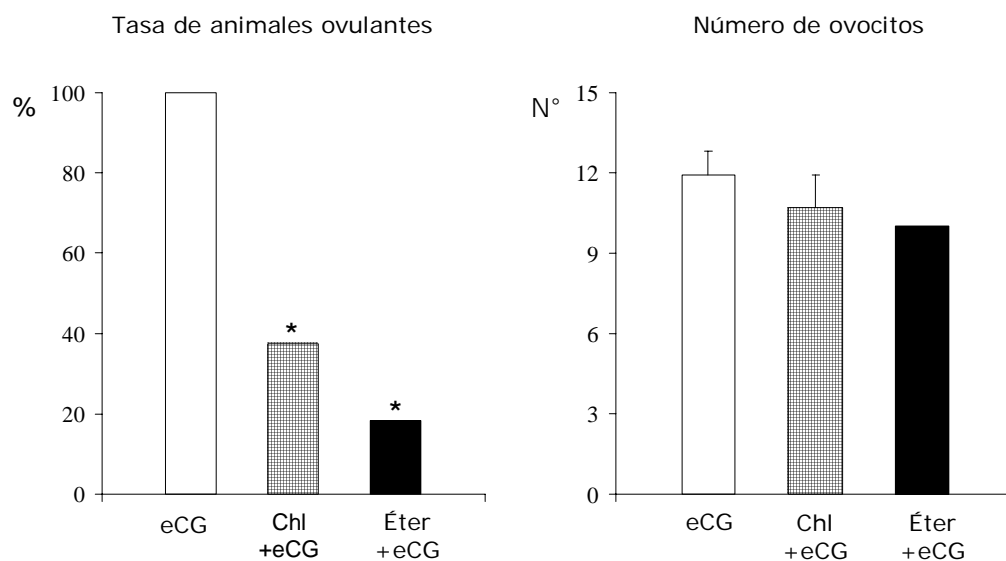 Tasa de animales ovulantes
%
100
80
60
40
20
0
*
*
eCG
Chl
+eCG
Éter
+eCG
Número de ovocitos
N°
15
12
9
6
3
0
eCG
Chl
+eCG
Éter
+eCG